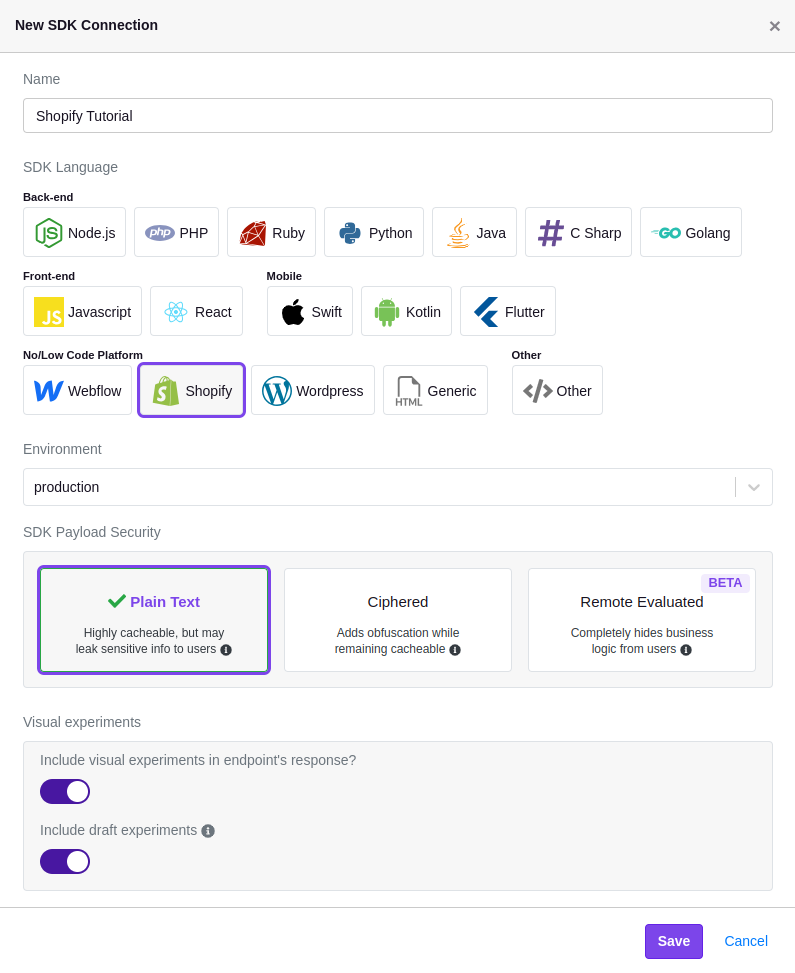 New SDK Connection
Name
Shopify Tutorial
SDK Language
Back-end
Node.js php PHP Ruby Python Java C Sharp GO Golang
Front-end Mobile
JS Javascript React Swift Kotlin Flutter
No/Low Code Platform Other
Webflow Shopify Wordpress HTML Generic Other
Environment
production
SDK Payload Security
BETA
Plain Text Ciphered Remote Evaluated
Highly cacheable, but may Adds obfuscation while Completely hides business
leak sensitive info to users remaining cacheable logic from users
Visual experiments
Include visual experiments in endpoint's response?
Include draft experiments
Save Cancel